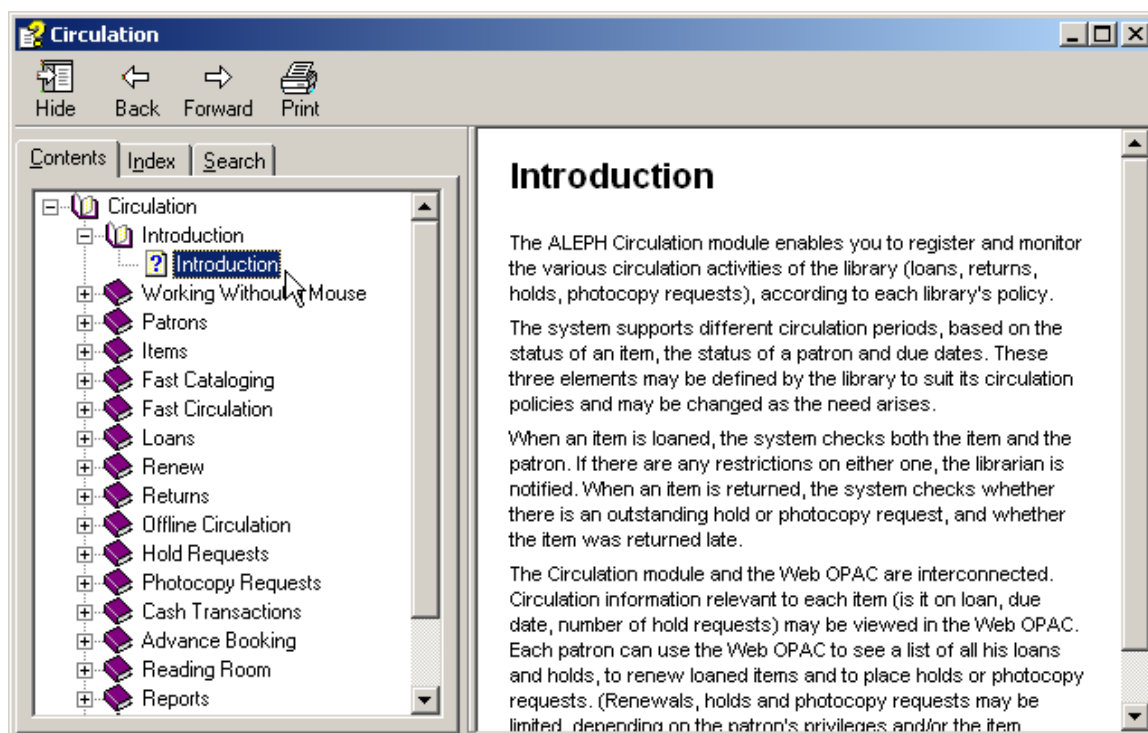 Circulation
Hide Back Forward Print
Contents Index Search
Circulation
Introduction
Introduction
Working Without Mouse
Patrons
Items
Fast Cataloging
Fast Circulation
Loans
Renew
Returns
Offline Circulation
Hold Requests
Photocopy Requests
Cash Transactions
Advance Booking
Reading Room
Reports
Introduction
The ALEPH Circulation module enables you to register and monitor
the various circulation activities of the library (loans, returns,
holds, photocopy requests), according to each library's policy.
The system supports different circulation periods, based on the
status of an item, the status of a patron and due dates. These
three elements may be defined by the library to suit its circulation
policies and may be changed as the need arises.
When an item is loaned, the system checks both the item and the
patron. If there are any restrictions on either one, the librarian is
notified. When an item is returned, the system checks whether
there is an outstanding hold or photocopy request, and whether
the item was returned late.
The Circulation module and the Web OPAC are interconnected.
Circulation information relevant to each item (is it on loan, due
date, number of hold requests) may be viewed in the Web OPAC.
Each patron can use the Web OPAC to see a list of all his loans
and holds, to renew loaned items and to place holds or photocopy
requests. (Renewals, holds and photocopy requests may be
limited, depending on the patron's privileges and/or the item